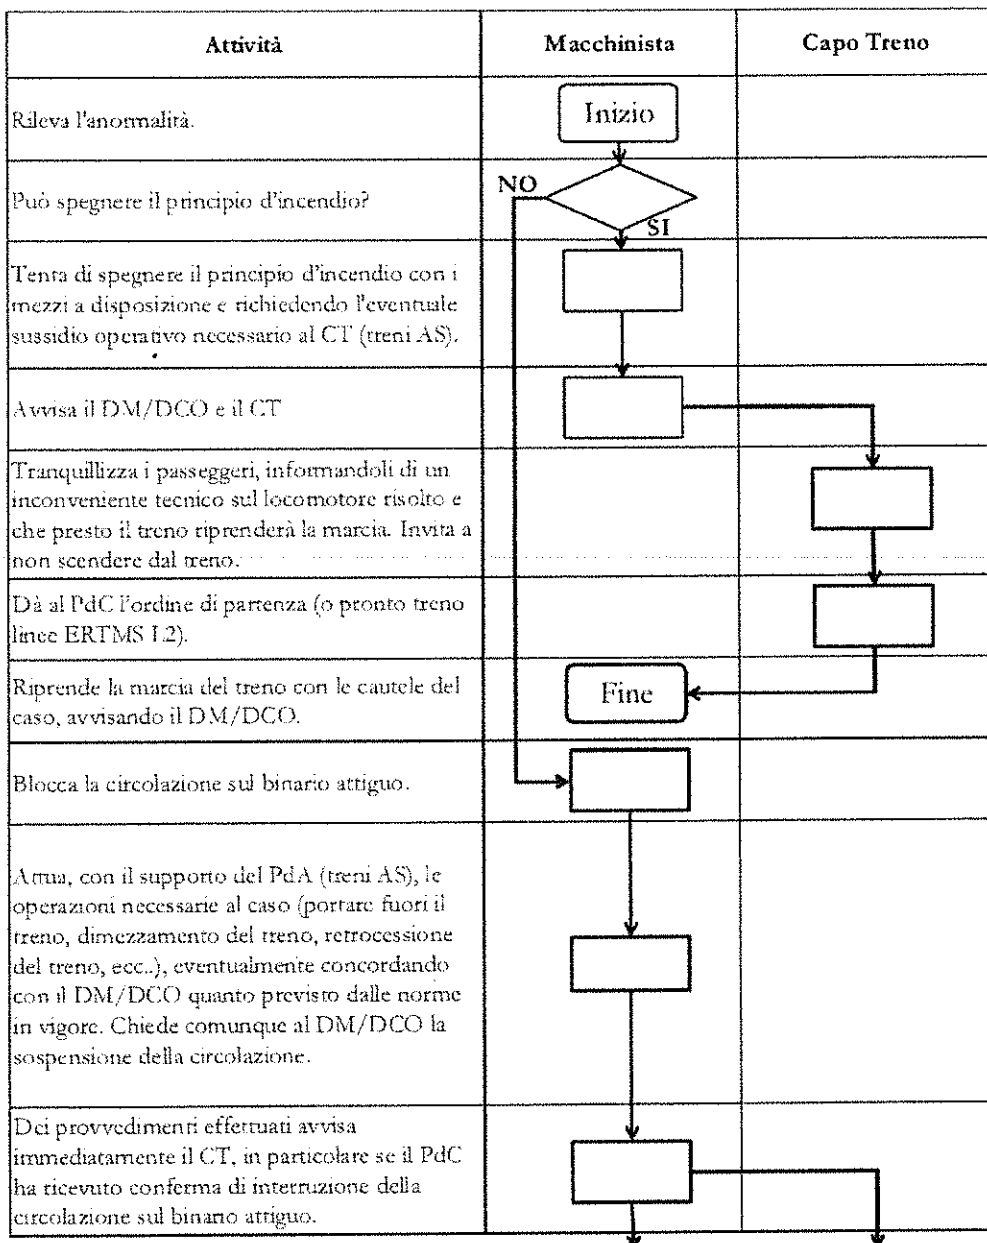 Attività
Macchinista
Capo Treno
Rileva l'anormalità.
Inizio
Può spegnere il principio d'incendio?
NO
SI
Tenta di spegnere il principio d'incendio con i
mezzi a disposizione e richiedendo l'eventuale
sussidio operativo necessario al CT (treni AS).
Avvisa il DM/DCO e il CT
Tranquillizza i passeggeri, informandoli di un
inconveniente tecnico sul locomotore risolto e
che presto il treno riprenderà la marcia. Invita a
non scendere dal treno.
Dà al PdC l'ordine di partenza (o pronto treno
linee ERTMS L2).
Riprende la marcia del treno con le cautele del
caso, avvisando il DM/DCO.
Fine
Blocca la circolazione sul binario attiguo.
Attua, con il supporto del PdA (treni AS), le
operazioni necessarie al caso (portare fuori il
treno, dimezzamento del treno, retrocessione
del treno, ecc..), eventualmente concordando
con il DM/DCO quanto previsto dalle norme
in vigore. Chiede comunque al DM/DCO la
sospensione della circolazione.
Dei provvedimenti effettuati avvisa
immediatamente il CT, in particolare se il PdC
ha ricevuto conferma di interruzione della
circolazione sul binario attiguo.